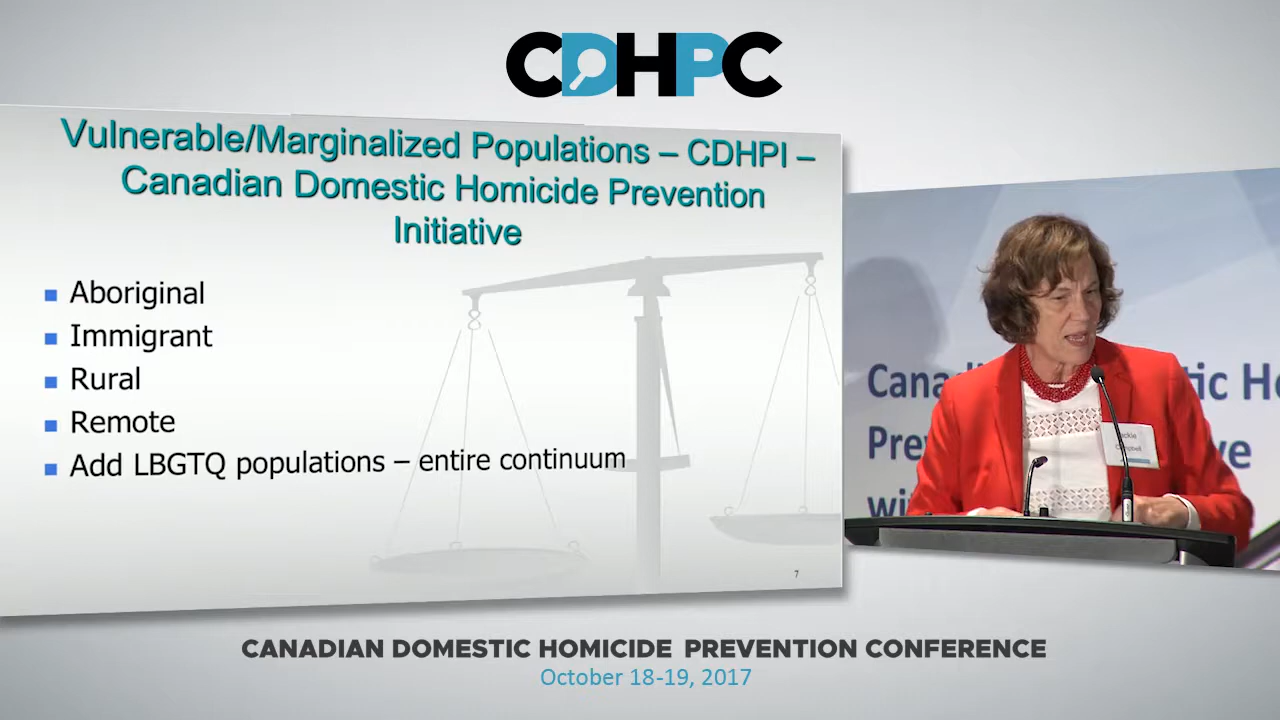 CDHPC
Vulnerable/Marginalized Populations – CDHPI –
Canadian Domestic Homicide Prevention
Initiative
Aboriginal
Immigrant
Rural
Remote
Add LBGTQ populations – entire continuum
7
Campbell
CANADIAN DOMESTIC HOMICIDE PREVENTION CONFERENCE
October 18-19, 2017